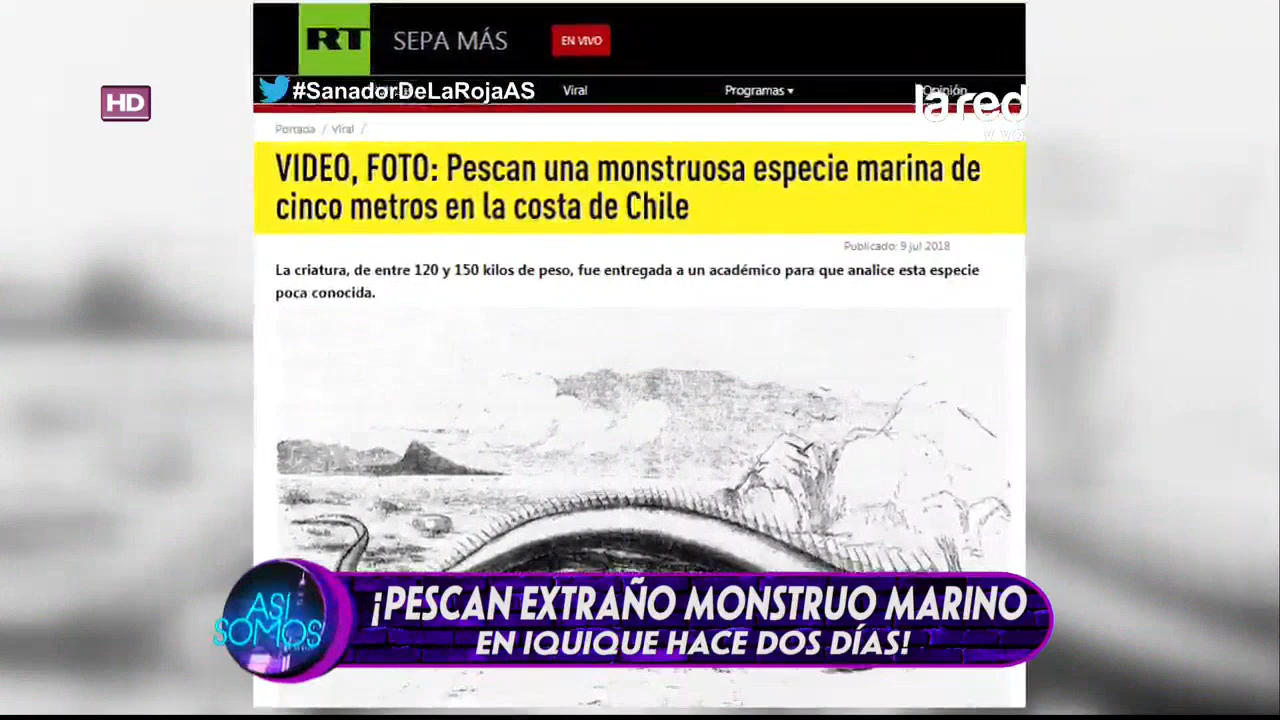 RT SEPA MÁS EN VIVO
HD
#SanadorDeLaRojaAS
Viral
Programas
Opinión
la red
VIVO
Portada / Viral /
VIDEO, FOTO: Pescan una monstruosa especie marina de
cinco metros en la costa de Chile
Publicado: 9 jul 2018
La criatura, de entre 120 y 150 kilos de peso, fue entregada a un académico para que analice esta especie
poca conocida.
ASI
SOMOS
¡PESCAN EXTRAÑO MONSTRUO MARINO
EN IQUIQUE HACE DOS DÍAS!